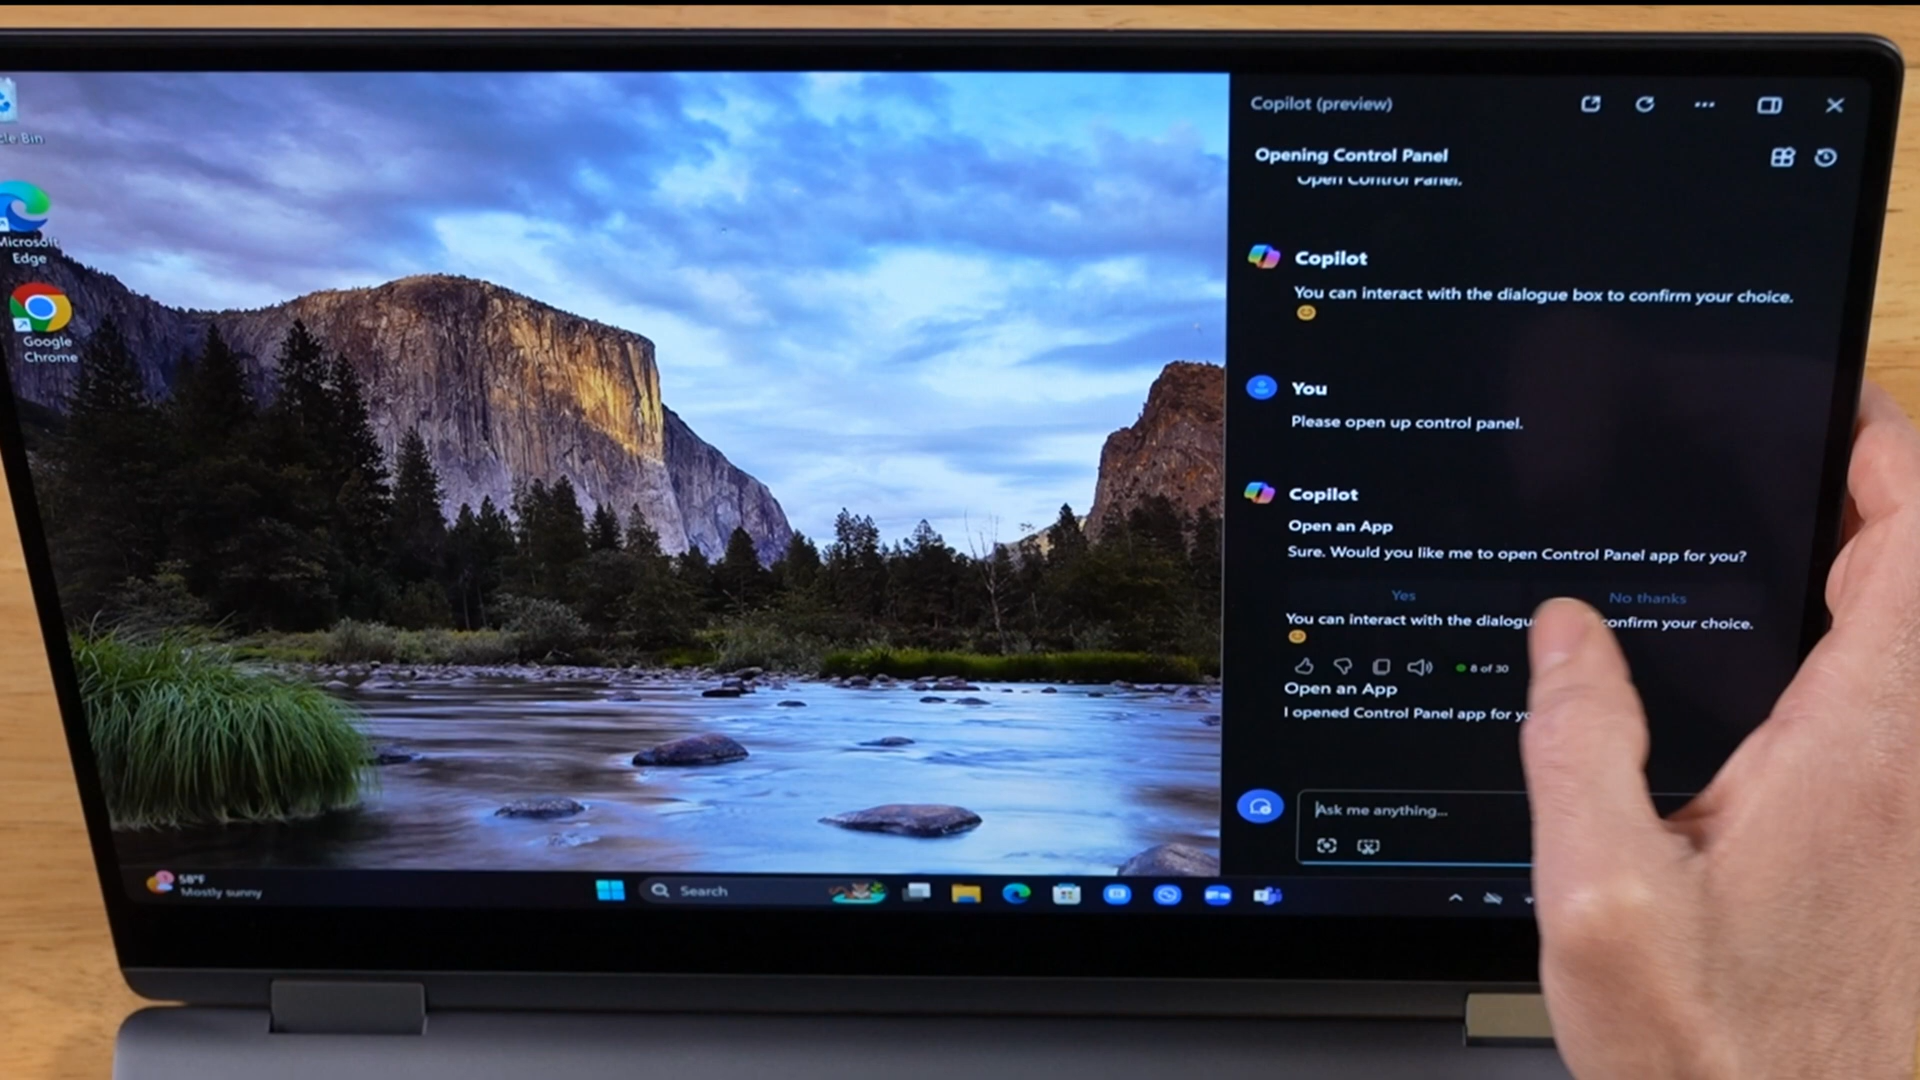 Bin
Microsoft
Edge
Google
Chrome
58°F
Mostly sunny
Search
Copilot (preview)
Opening Control Panel
Open Control Panel.
Copilot
You can interact with the dialogue box to confirm your choice.
You
Please open up control panel.
Copilot
Open an App
Sure. Would you like me to open Control Panel app for you?
Yes No thanks
You can interact with the confirm your choice.
8 of 30
Open an App
I opened Control Panel app for
Ask me anything...